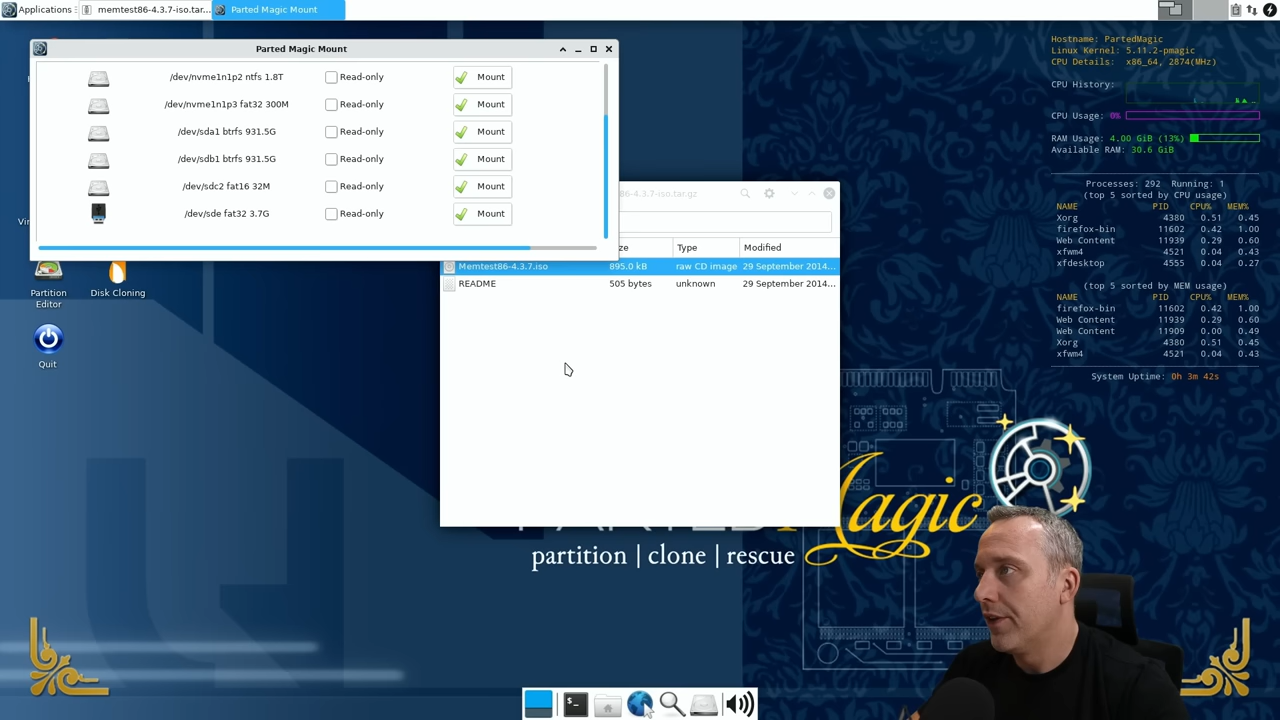 Applications :
memtest86-4.3.7-iso.tar...
Parted Magic Mount
Parted Magic Mount
/dev/nvme1n1p2 ntfs 1.8T
Read-only
Mount
/dev/nvme1n1p3 fat32 300M
Read-only
Mount
/dev/sda1 btrfs 931.5G
Read-only
Mount
/dev/sdb1 btrfs 931.5G
Read-only
Mount
/dev/sdc2 fat16 32M
Read-only
Mount
/dev/sde fat32 3.7G
Read-only
Mount
86-4.3.7-iso.tar.gz
Type
Modified
Memtest86-4.3.7.iso
895.0 kB
raw CD image
29 September 2014...
README
505 bytes
unknown
29 September 2014...
Partition
Editor
Disk Cloning
Quit
Hostname: PartedMagic
Linux Kernel: 5.11.2-pmagic
CPU Details: x86_64, 2874(MHz)
CPU History:
CPU Usage: 0%
RAM Usage: 4.00 GiB (13%)
Available RAM: 30.6 GiB
Processes: 292 Running: 1
(top 5 sorted by CPU usage)
NAME PID CPU% MEM%
Xorg 4380 0.51 0.45
firefox-bin 11602 0.42 1.00
Web Content 11939 0.29 0.60
xfwm4 4521 0.04 0.43
xfdesktop 4555 0.04 0.27
(top 5 sorted by MEM usage)
NAME PID CPU% MEM%
firefox-bin 11602 0.42 1.00
Web Content 11939 0.29 0.60
Web Content 11909 0.00 0.49
Xorg 4380 0.51 0.45
xfwm4 4521 0.04 0.43
System Uptime: 0h 3m 42s
Magic
partition | clone | rescue